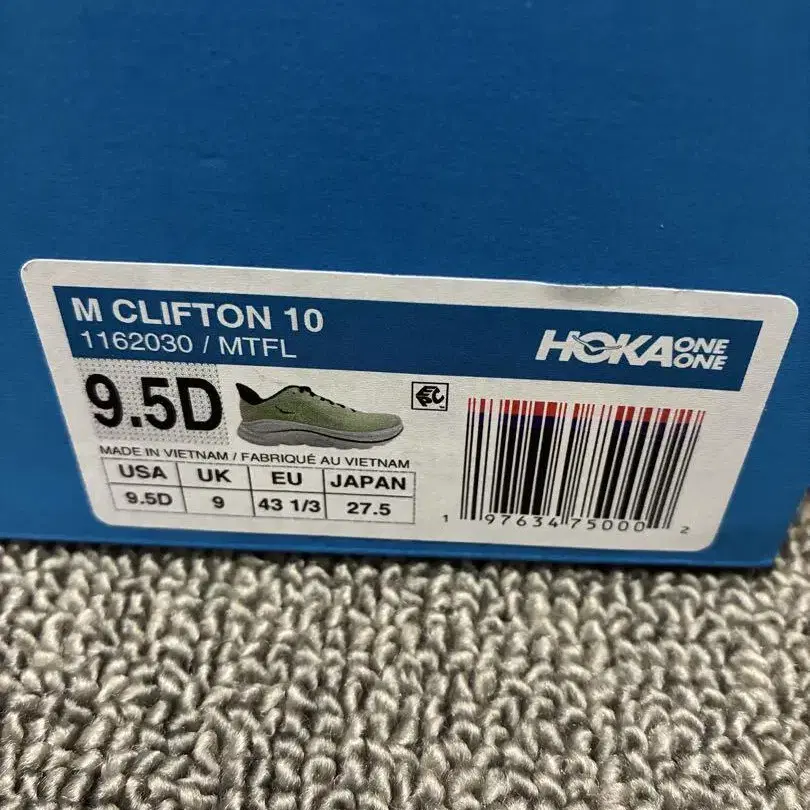 M CLIFTON 10
1162030 / MTFL
HOKA ONE ONE
9.5D
MADE IN VIETNAM / FABRIQUÉ AU VIETNAM
USA UK EU JAPAN
9.5D 9 43 1/3 27.5
1 97634 75000 2